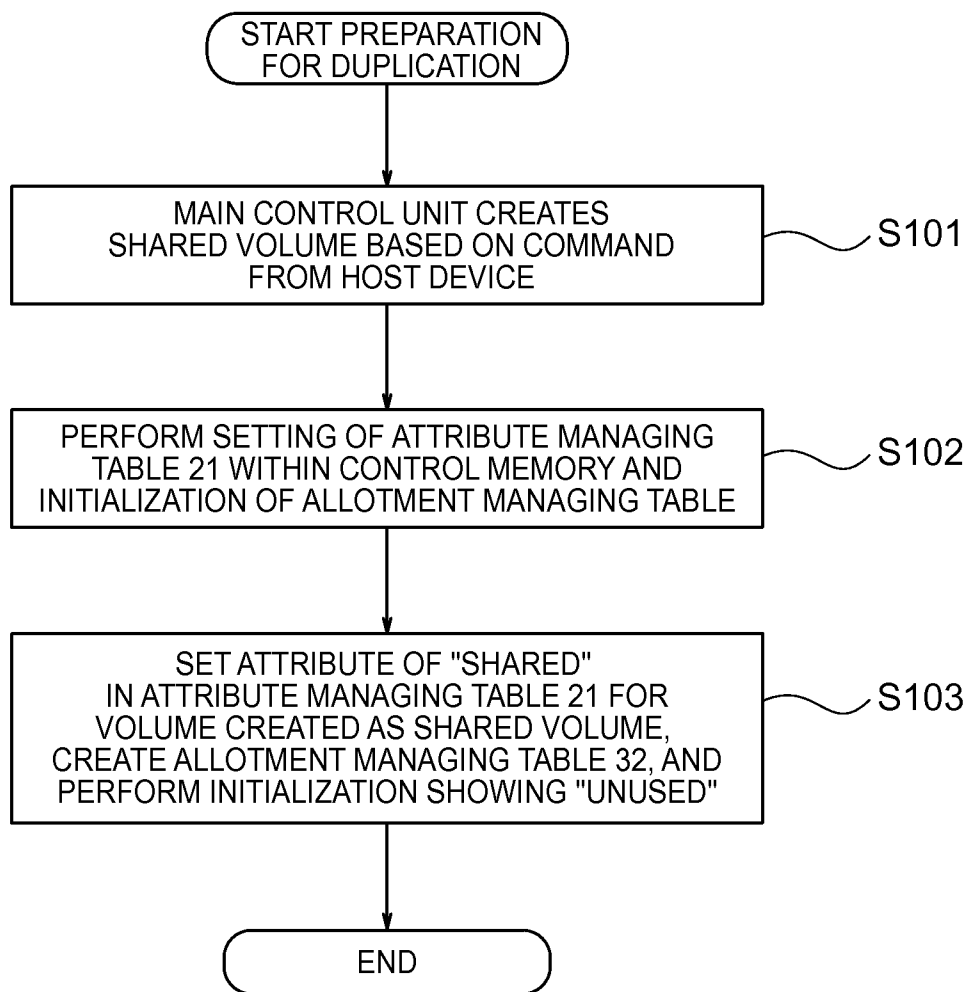 START PREPARATION
FOR DUPLICATION
MAIN CONTROL UNIT CREATES
SHARED VOLUME BASED ON COMMAND
FROM HOST DEVICE
S101
PERFORM SETTING OF ATTRIBUTE MANAGING
TABLE 21 WITHIN CONTROL MEMORY AND
INITIALIZATION OF ALLOTMENT MANAGING TABLE
S102
SET ATTRIBUTE OF "SHARED"
IN ATTRIBUTE MANAGING TABLE 21 FOR
VOLUME CREATED AS SHARED VOLUME,
CREATE ALLOTMENT MANAGING TABLE 32, AND
PERFORM INITIALIZATION SHOWING "UNUSED"
S103
END